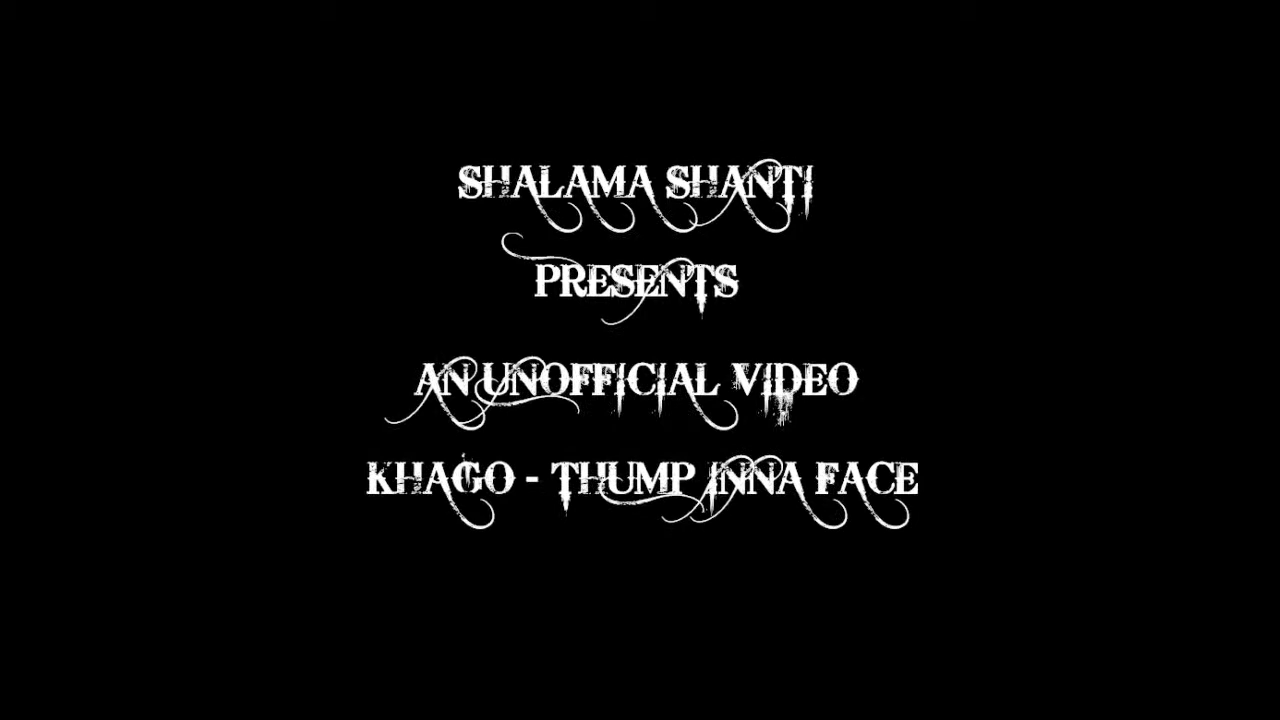 SHALAMA SHANTI
PRESENTS
AN UNOFFICIAL VIDEO
KHAGO - THUMP INNA FACE